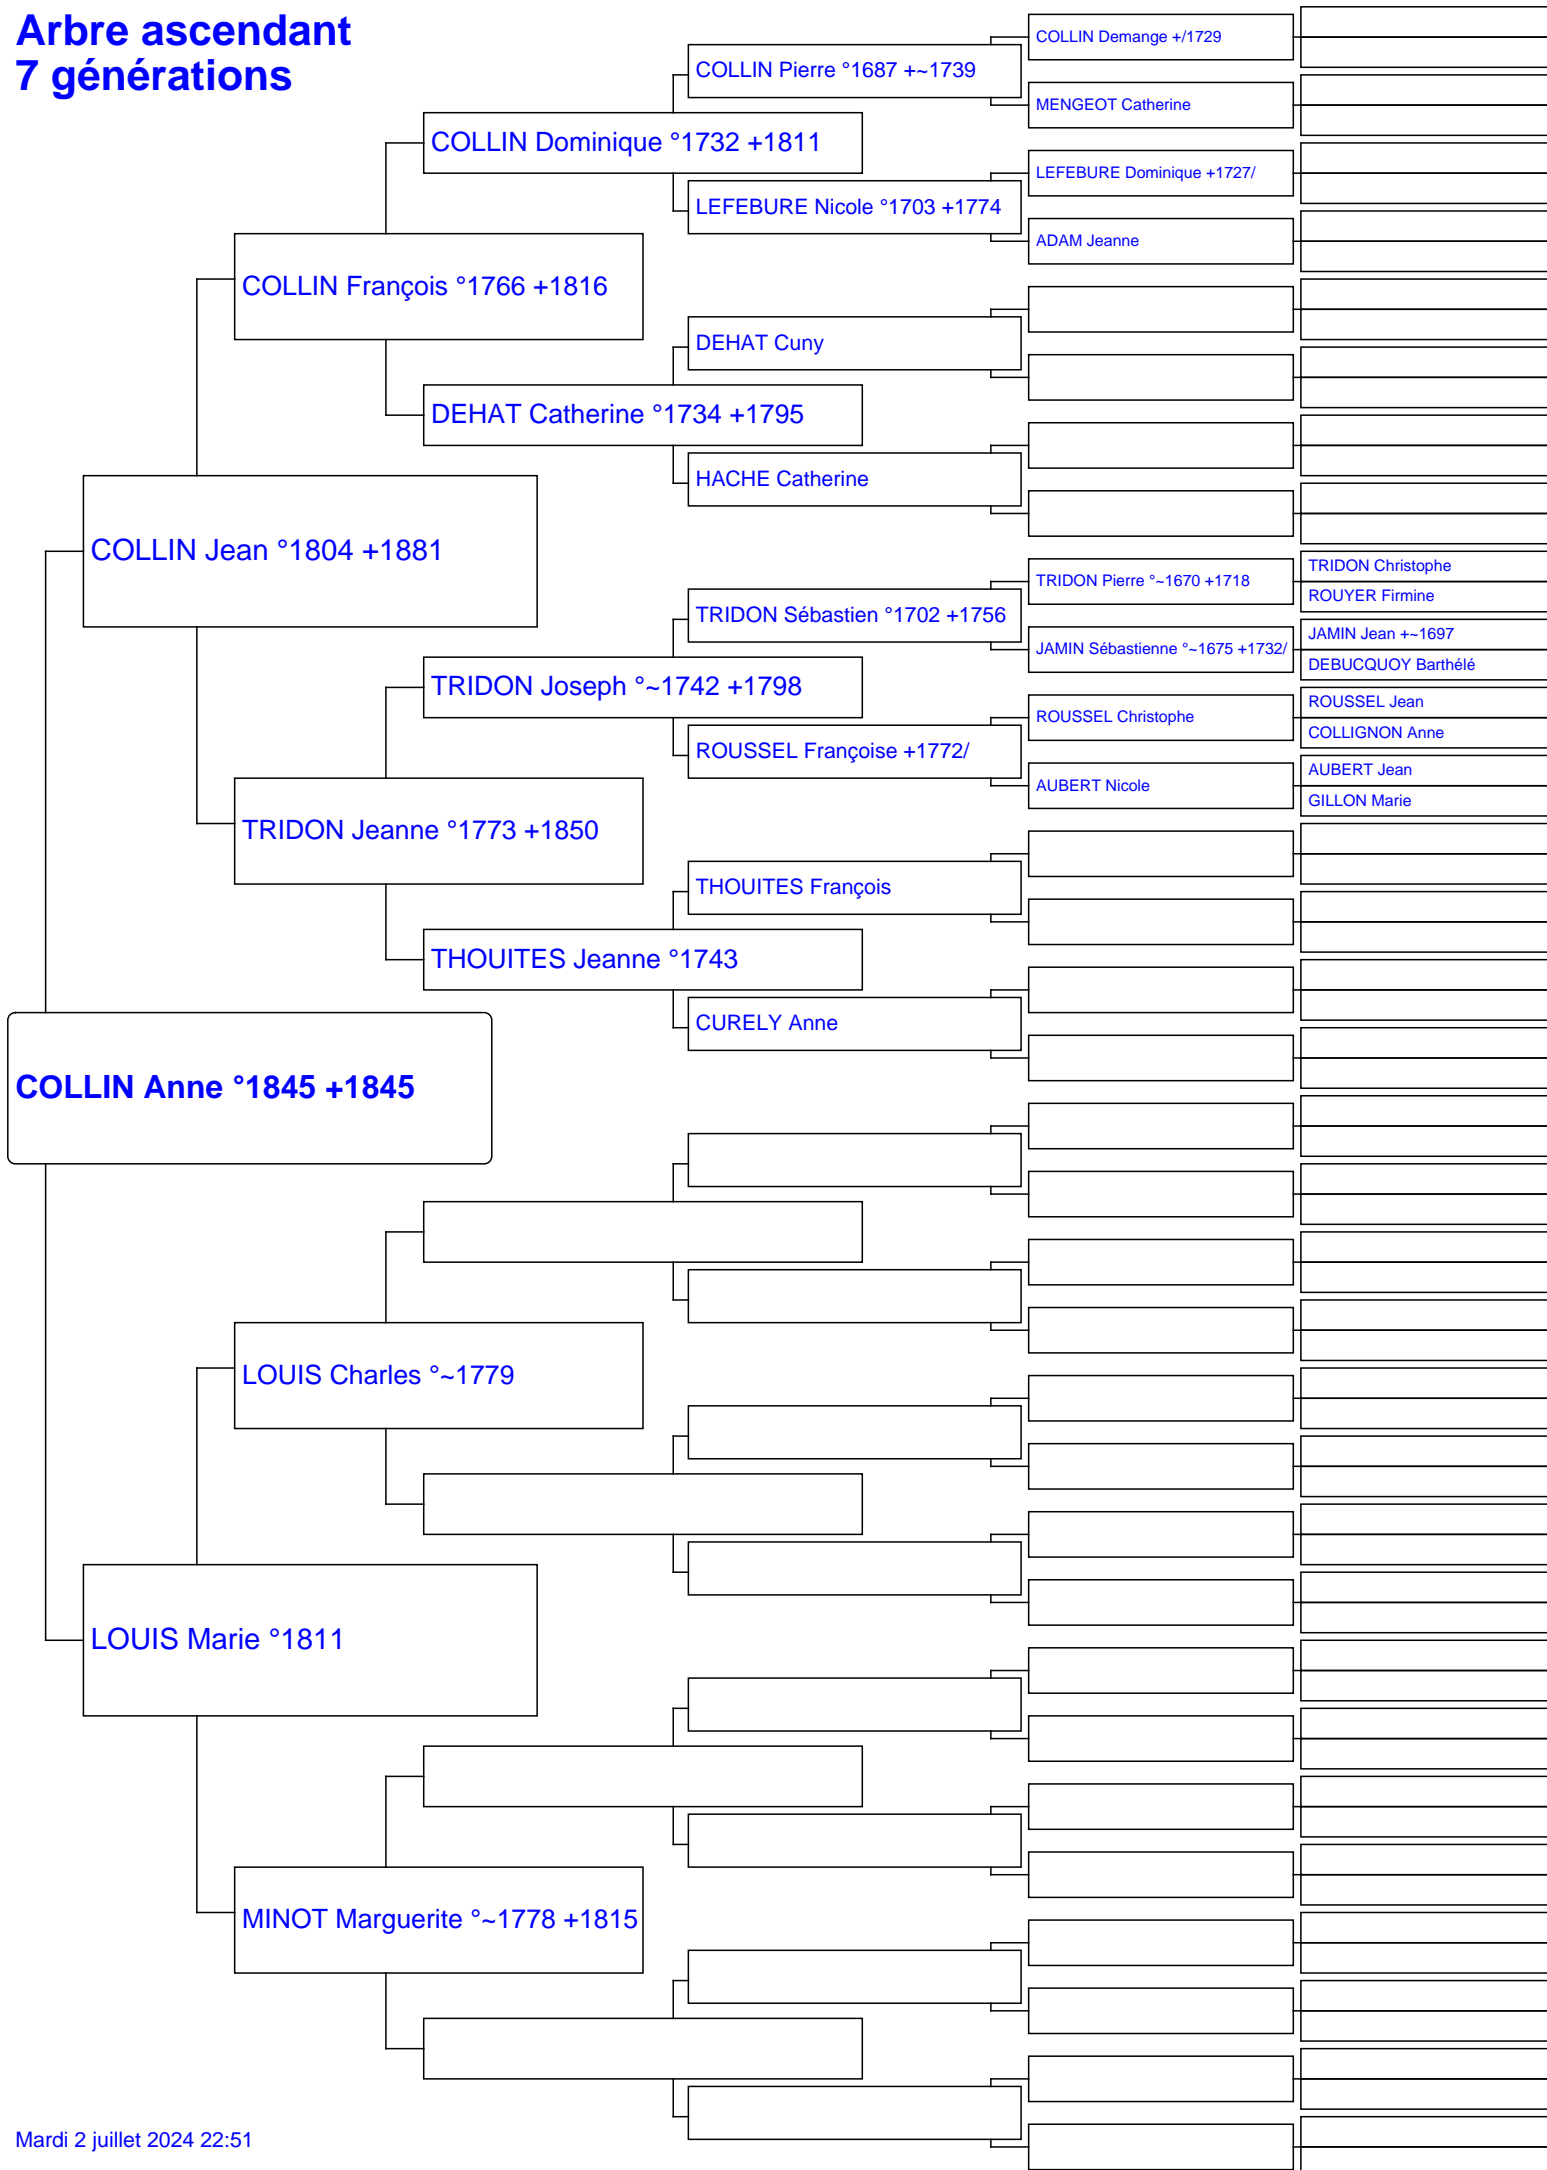 Arbre ascendant
7 générations
COLLIN Demange +/1729
COLLIN Pierre °1687 +~1739
MENGEOT Catherine
COLLIN Dominique °1732 +1811
LEFEBURE Dominique +1727/
LEFEBURE Nicole °1703 +1774
ADAM Jeanne
COLLIN François °1766 +1816
DEHAT Cuny
DEHAT Catherine °1734 +1795
HACHE Catherine
COLLIN Jean °1804 +1881
TRIDON Christophe
TRIDON Pierre °~1670 +1718
ROUYER Firmine
TRIDON Sébastien °1702 +1756
JAMIN Jean +~1697
JAMIN Sébastienne °~1675 +1732/
DEBUCQUOY Barthélé
TRIDON Joseph °~1742 +1798
ROUSSEL Jean
ROUSSEL Christophe
COLLIGNON Anne
ROUSSEL Françoise +1772/
AUBERT Jean
AUBERT Nicole
GILLON Marie
TRIDON Jeanne °1773 +1850
THOUITES François
THOUITES Jeanne °1743
CURELY Anne
COLLIN Anne °1845 +1845
LOUIS Charles °~1779
LOUIS Marie °1811
MINOT Marguerite °~1778 +1815
Mardi 2 juillet 2024 22:51